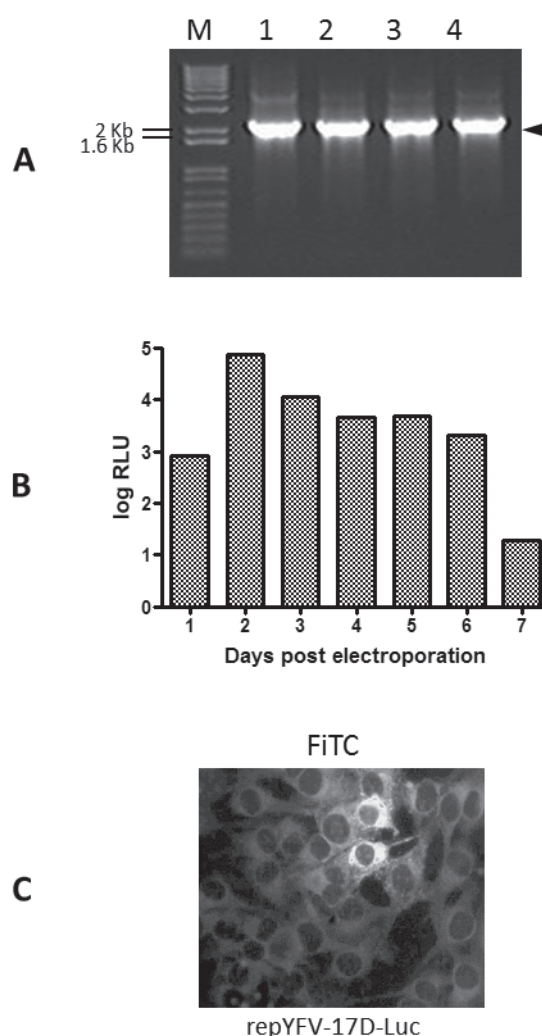 M 1 2 3 4
2 Kb
1.6 Kb
A
5
4
3
2
1
0
log RLU
B
1 2 3 4 5 6 7
Days post electroporation
FiTC
C
repYFV-17D-Luc